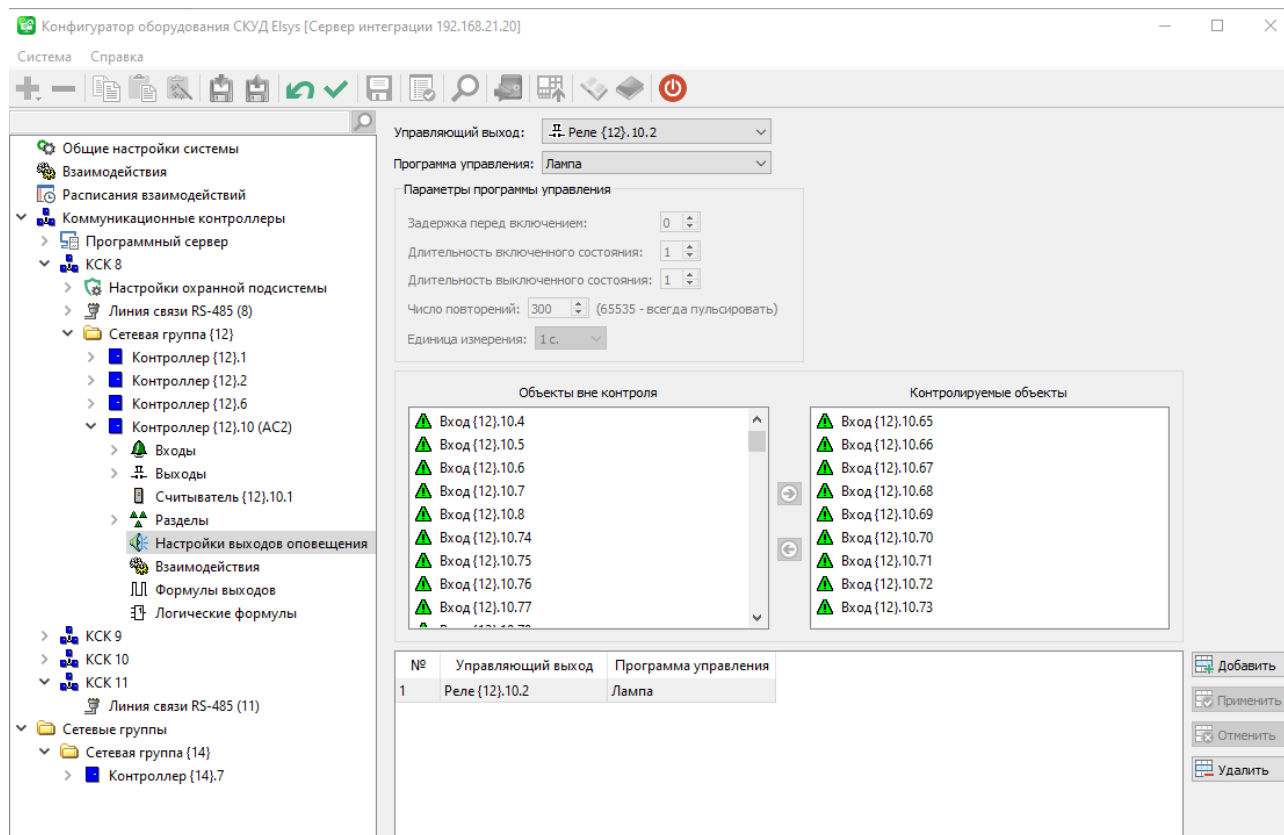 Конфигуратор оборудования СКУД Elsys [Сервер интеграции 192.168.21.20]
Система Справка
Общие настройки системы
Взаимодействия
Расписания взаимодействий
Коммуникационные контроллеры
Программный сервер
КСК 8
Настройки охранной подсистемы
Линия связи RS-485 (8)
Сетевая группа {12}
Контроллер {12}.1
Контроллер {12}.2
Контроллер {12}.6
Контроллер {12}.10 (AC2)
Входы
Выходы
Считыватель {12}.10.1
Разделы
Настройки выходов оповещения
Взаимодействия
Формулы выходов
Логические формулы
КСК 9
КСК 10
КСК 11
Линия связи RS-485 (11)
Сетевые группы
Сетевая группа {14}
Контроллер {14}.7
Управляющий выход: Реле {12}.10.2
Программа управления: Лампа
Параметры программы управления
Задержка перед включением: 0
Длительность включенного состояния: 1
Длительность выключенного состояния: 1
Число повторений: 300 (65535 - всегда пульсировать)
Единица измерения: 1 с.
Объекты вне контроля
Вход {12}.10.4
Вход {12}.10.5
Вход {12}.10.6
Вход {12}.10.7
Вход {12}.10.8
Вход {12}.10.74
Вход {12}.10.75
Вход {12}.10.76
Вход {12}.10.77
Контролируемые объекты
Вход {12}.10.65
Вход {12}.10.66
Вход {12}.10.67
Вход {12}.10.68
Вход {12}.10.69
Вход {12}.10.70
Вход {12}.10.71
Вход {12}.10.72
Вход {12}.10.73
№ Управляющий выход Программа управления
1 Реле {12}.10.2 Лампа
Добавить
Применить
Отменить
Удалить